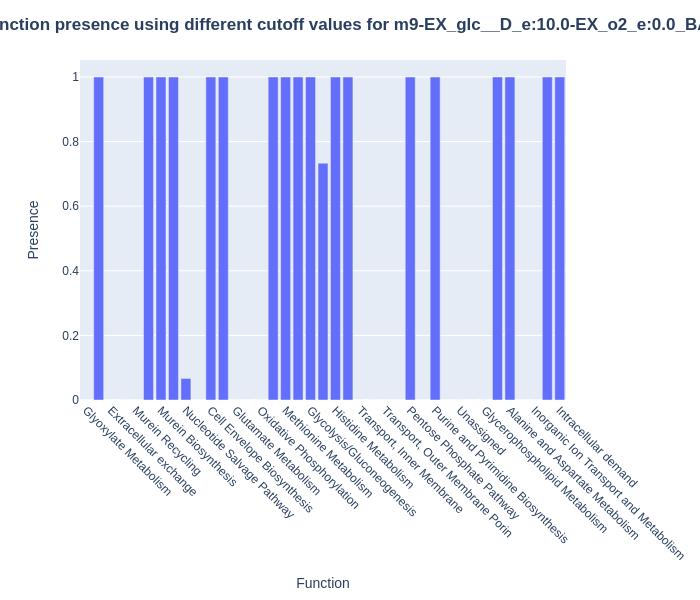 nction presence using different cutoff values for m9-EX_glc__D_e:10.0-EX_o2_e:0.0_BA
1
0.8
0.6
0.4
0.2
0
Presence
Glyoxylate Metabolism
Extracellular exchange
Murein Recycling
Murein Biosynthesis
Nucleotide Salvage Pathway
Cell Envelope Biosynthesis
Glutamate Metabolism
Oxidative Phosphorylation
Methionine Metabolism
Glycolysis/Gluconeogenesis
Histidine Metabolism
Transport, Inner Membrane
Transport, Outer Membrane Porin
Pentose Phosphate Pathway
Purine and Pyrimidine Biosynthesis
Unassigned
Glycerophospholipid Metabolism
Alanine and Aspartate Metabolism
Inorganic Ion Transport and Metabolism
Intracellular demand
Function